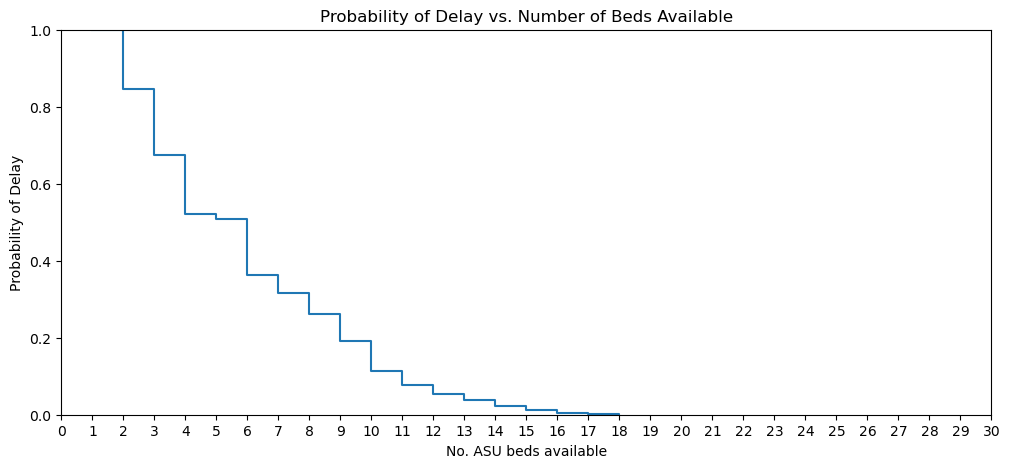 Probability of Delay vs. Number of Beds Available
1.0
0.8
0.6
0.4
0.2
0.0
Probability of Delay
0 1 2 3 4 5 6 7 8 9 10 11 12 13 14 15 16 17 18 19 20 21 22 23 24 25 26 27 28 29 30
No. ASU beds available